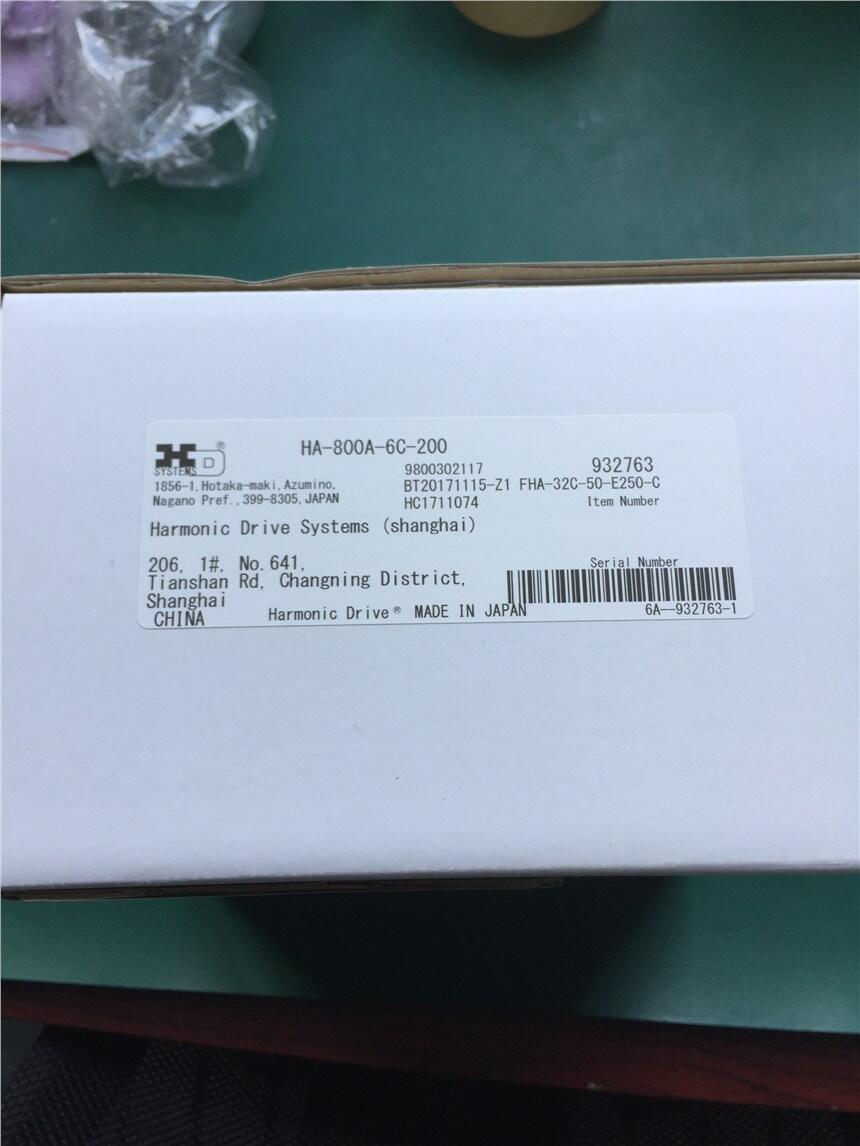 HD®
SYSTEMS
HA-800A-6C-200
9800302117
932763
1856-1, Hotaka-maki, Azumino,
BT20171115-Z1 FHA-32C-50-E250-C
Nagano Pref., 399-8305, JAPAN
HC1711074
Item Number
Harmonic Drive Systems (shanghai)
206, 1#, No. 641,
Serial Number
Tianshan Rd, Changning District,
Shanghai
Harmonic Drive® MADE IN JAPAN
6A--932763-1
CHINA